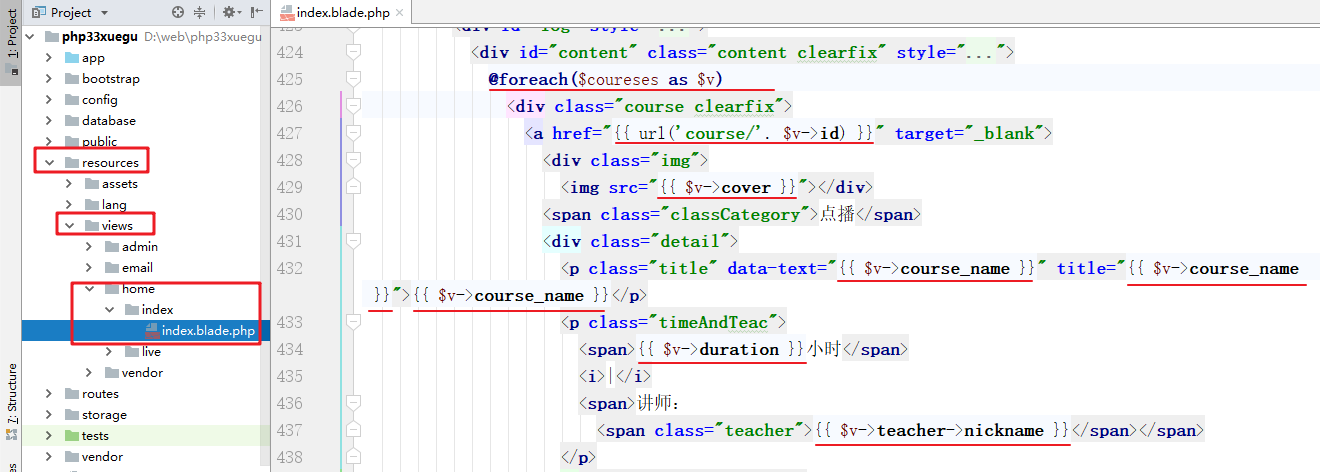 Project
index.blade.php
1: Project
php33xuegu D:\web\php33xuegu
app
bootstrap
config
database
public
resources
assets
lang
views
admin
email
home
index
index.blade.php
live
vendor
routes
storage
tests
vendor
Z: Structure
424 <div id="content" class="content clearfix" style="...">
425 @foreach($coureses as $v)
426 <div class="course clearfix">
427 <a href="{{ url('course/'. $v->id) }}" target="_blank">
428 <div class="img">
429 <img src="{{ $v->cover }}"></div>
430 <span class="classCategory">点播</span>
431 <div class="detail">
432 <p class="title" data-text="{{ $v->course_name }}" title="{{ $v->course_name
}}">{{ $v->course_name }}</p>
433 <p class="timeAndTeac">
434 <span>{{ $v->duration }}小时</span>
435 <i>|</i>
436 <span>讲师：
437 <span class="teacher">{{ $v->teacher->nickname }}</span></span>
438 </p>